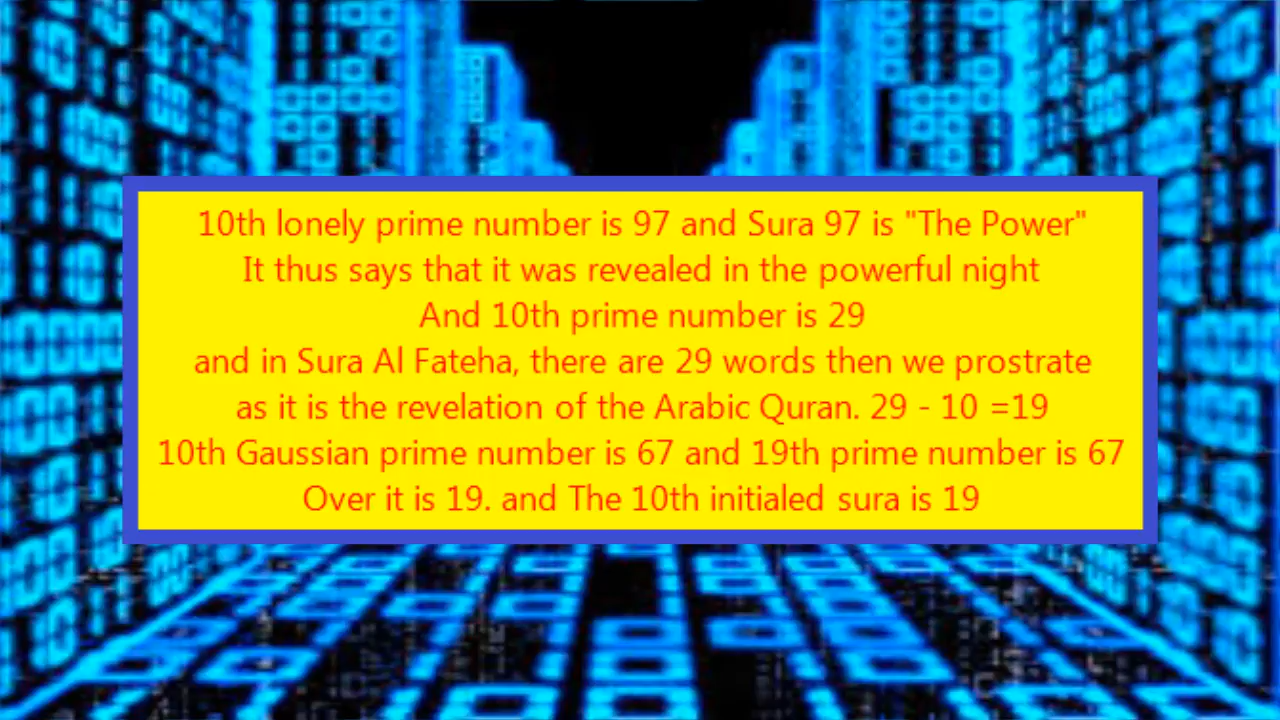 10th lonely prime number is 97 and Sura 97 is "The Power"
It thus says that it was revealed in the powerful night
And 10th prime number is 29
and in Sura Al Fateha, there are 29 words then we prostrate
as it is the revelation of the Arabic Quran. 29 - 10 =19
10th Gaussian prime number is 67 and 19th prime number is 67
Over it is 19. and The 10th initialed sura is 19